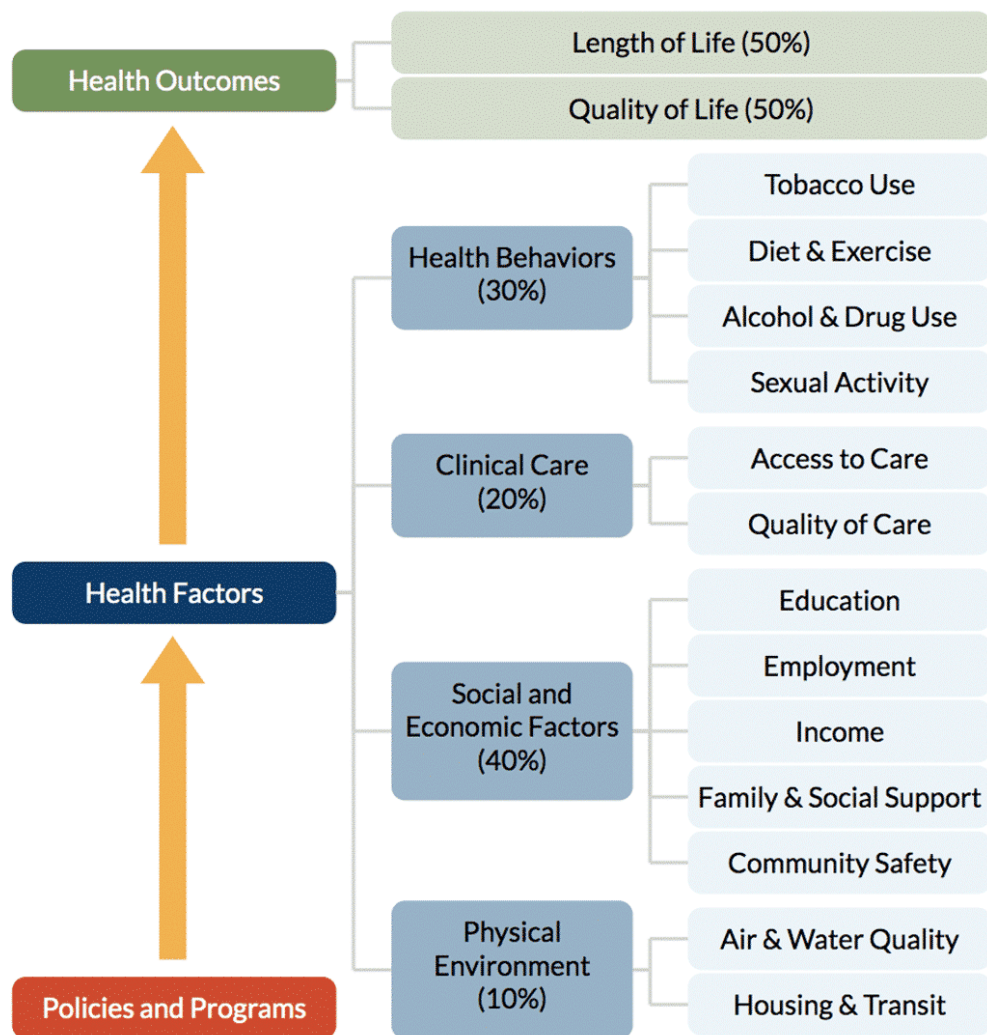 Health Outcomes
Length of Life (50%)
Quality of Life (50%)
Health Factors
Health Behaviors
(30%)
Tobacco Use
Diet & Exercise
Alcohol & Drug Use
Sexual Activity
Clinical Care
(20%)
Access to Care
Quality of Care
Social and
Economic Factors
(40%)
Education
Employment
Income
Family & Social Support
Community Safety
Physical
Environment
(10%)
Air & Water Quality
Housing & Transit
Policies and Programs